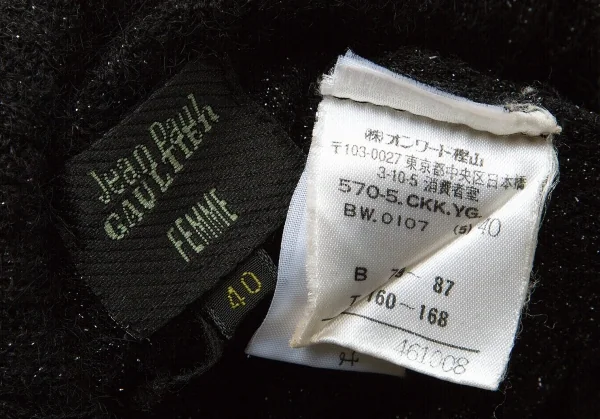 Jean Paul
GAULTIER
FEMME
40
(株)オンワード樫山
〒103-0027 東京都中央区日本橋
3-10-5 消費者室
570-5.CKK.YG-
BW.0107 (5) 40
B 79~ 87
T 160~168
461008